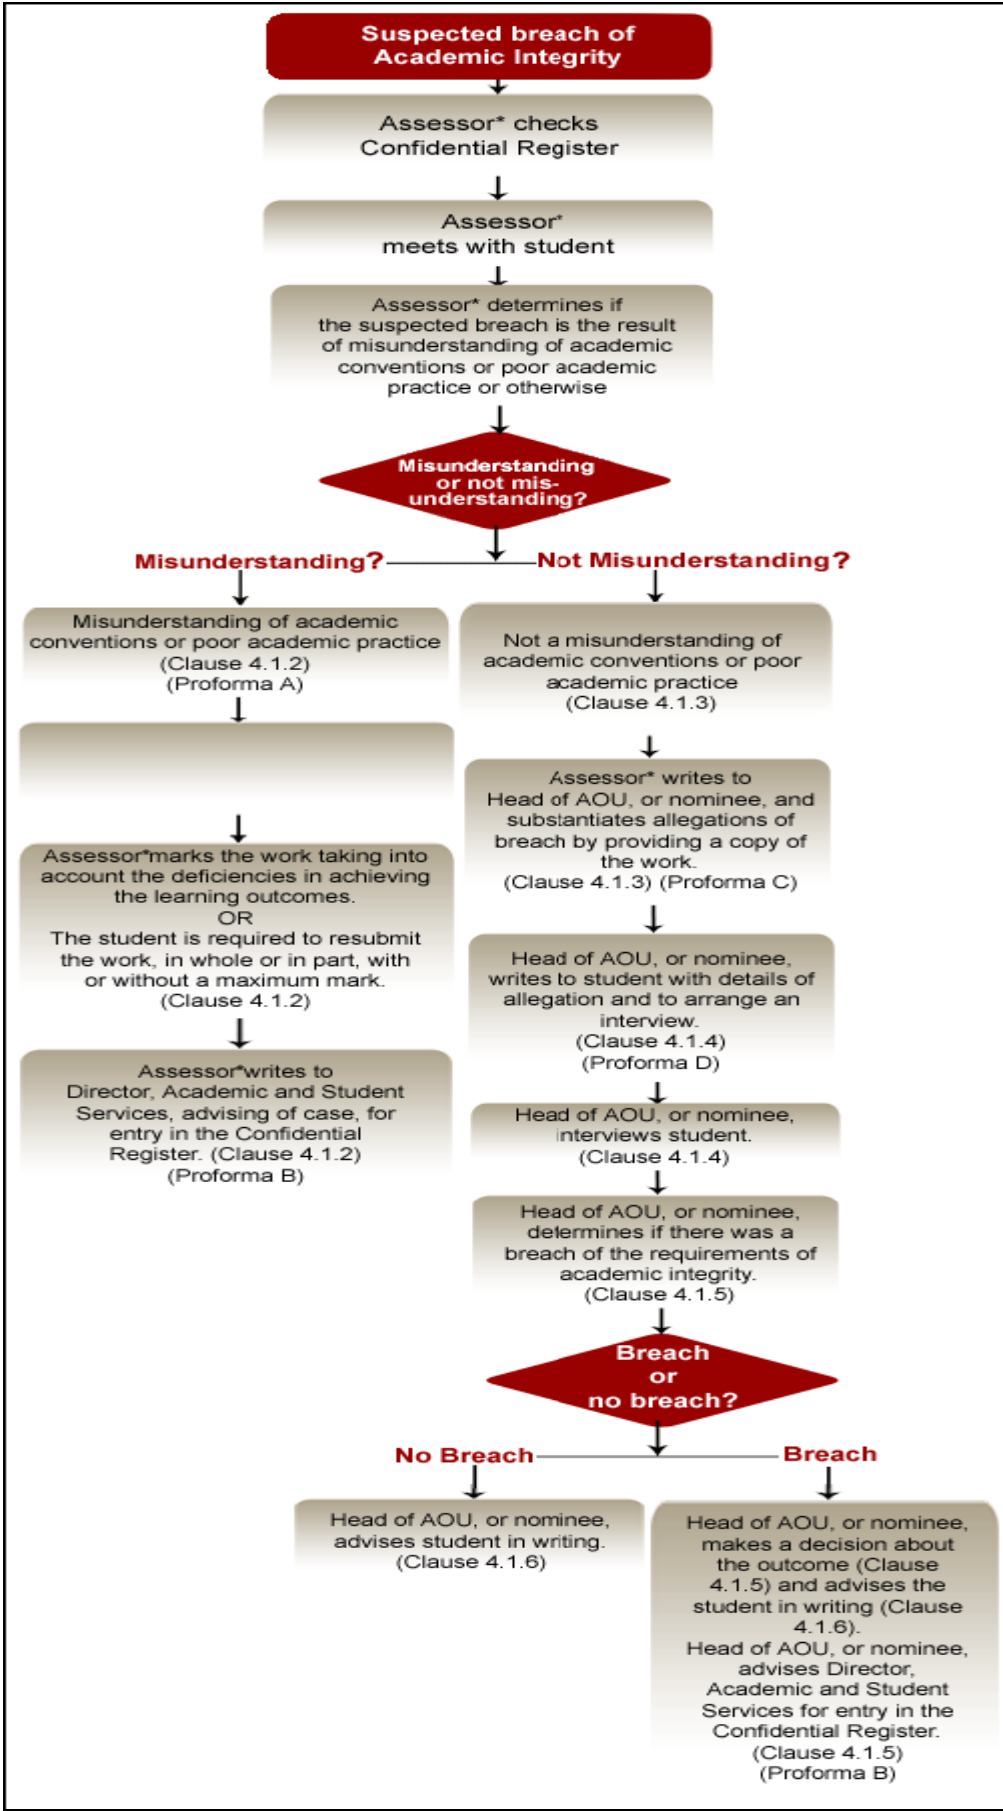 Suspected breach of
Academic Integrity
Assessor* checks
Confidential Register
Assessor*
meets with student
Assessor* determines if
the suspected breach is the result
of misunderstanding of academic
conventions or poor academic
practice or otherwise
Misunderstanding
or not mis-
understanding?
Misunderstanding?
Not Misunderstanding?
Misunderstanding of academic
conventions or poor academic practice
(Clause 4.1.2)
(Proforma A)
Assessor*marks the work taking into
account the deficiencies in achieving
the learning outcomes.
OR
The student is required to resubmit
the work, in whole or in part, with
or without a maximum mark.
(Clause 4.1.2)
Assessor*writes to
Director, Academic and Student
Services, advising of case, for
entry in the Confidential
Register. (Clause 4.1.2)
(Proforma B)
Not a misunderstanding of
academic conventions or poor
academic practice
(Clause 4.1.3)
Assessor* writes to
Head of AOU, or nominee, and
substantiates allegations of
breach by providing a copy of
the work.
(Clause 4.1.3) (Proforma C)
Head of AOU, or nominee,
writes to student with details of
allegation and to arrange an
interview.
(Clause 4.1.4)
(Proforma D)
Head of AOU, or nominee,
interviews student.
(Clause 4.1.4)
Head of AOU, or nominee,
determines if there was a
breach of the requirements of
academic integrity.
(Clause 4.1.5)
Breach
or
no breach?
No Breach
Breach
Head of AOU, or nominee,
advises student in writing.
(Clause 4.1.6)
Head of AOU, or nominee,
makes a decision about
the outcome (Clause
4.1.5) and advises the
student in writing (Clause
4.1.6).
Head of AOU, or nominee,
advises Director,
Academic and Student
Services for entry in the
Confidential Register.
(Clause 4.1.5)
(Proforma B)